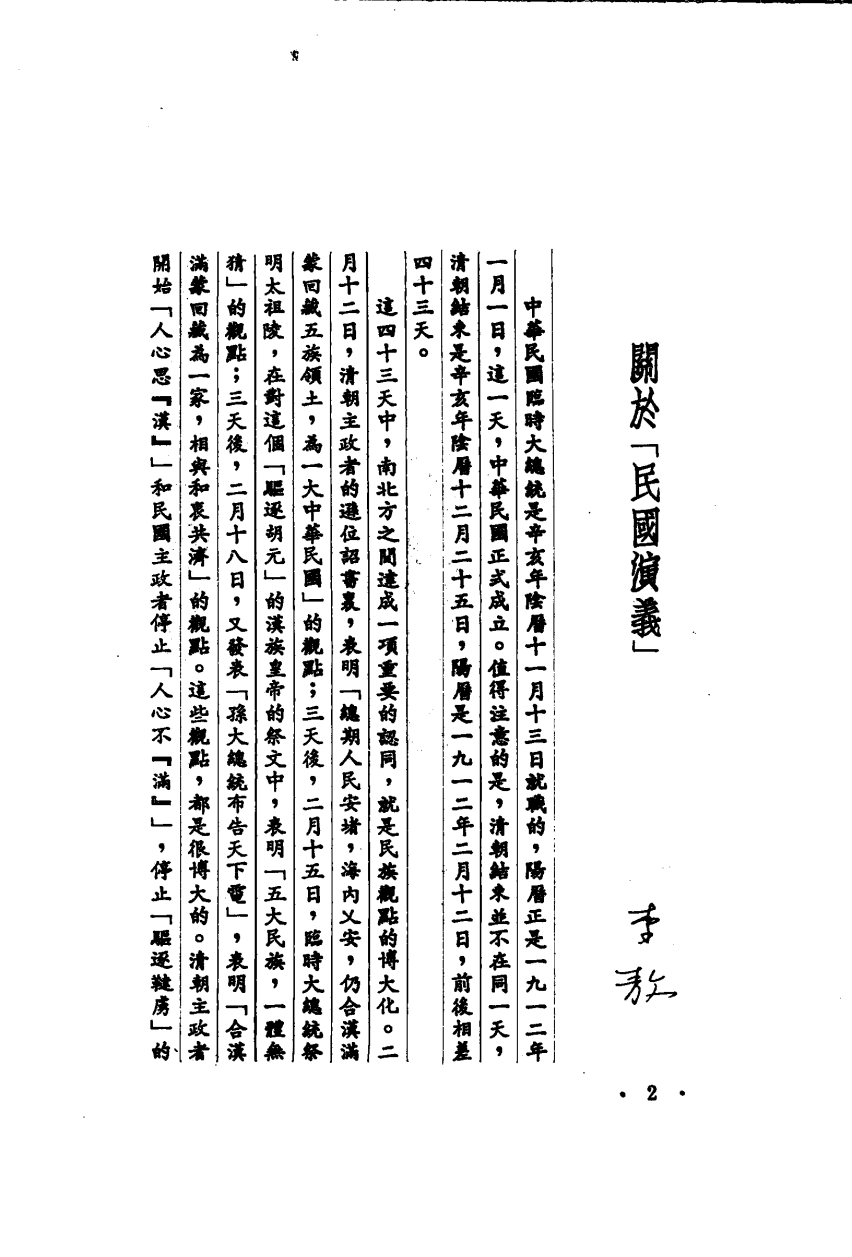 關於「民國演義」
李敖
中華民國臨時大總統是辛亥年陰曆十一月十三日就職的，陽曆正是一九一二年
一月一日，這一天，中華民國正式成立。值得注意的是，清朝結束並不在同一天，
清朝結束是辛亥年陰曆十二月二十五日，陽曆是一九一二年二月十二日，前後相差
四十三天。
這四十三天中，南北方之間達成一項重要的認同，就是民族觀點的博大化。二
月十二日，清朝主政者的遜位詔書裏，表明「總期人民安堵，海內乂安，仍合漢滿
蒙回藏五族領土，為一大中華民國」的觀點；三天後，二月十五日，臨時大總統祭
明太祖陵，在對這個「驅逐胡元」的漢族皇帝的祭文中，表明「五大民族，一體無
猜」的觀點；三天後，二月十八日，又發表「孫大總統布告天下電」，表明「合漢
滿蒙回藏為一家，相與和衷共濟」的觀點。這些觀點，都是很博大的。清朝主政者
開始「人心思『漢』」和民國主政者停止「人心不『滿』」，停止「驅逐韃虜」的
• 2 •